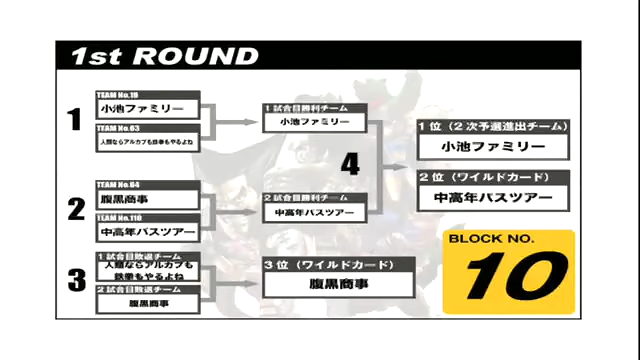 1st ROUND
1
TEAM No.19
小池ファミリー
TEAM No.63
人類ならアルカプも鉄拳もやるよね
1試合目勝利チーム
小池ファミリー
4
1位（2次予選進出チーム）
小池ファミリー
2位（ワイルドカード）
中高年バスツアー
2
TEAM No.64
腹黒商事
TEAM No.110
中高年バスツアー
2試合目勝利チーム
中高年バスツアー
3
1試合目敗退チーム
人類ならアルカプも
鉄拳もやるよね
2試合目敗退チーム
腹黒商事
3位（ワイルドカード）
腹黒商事
BLOCK NO.
10